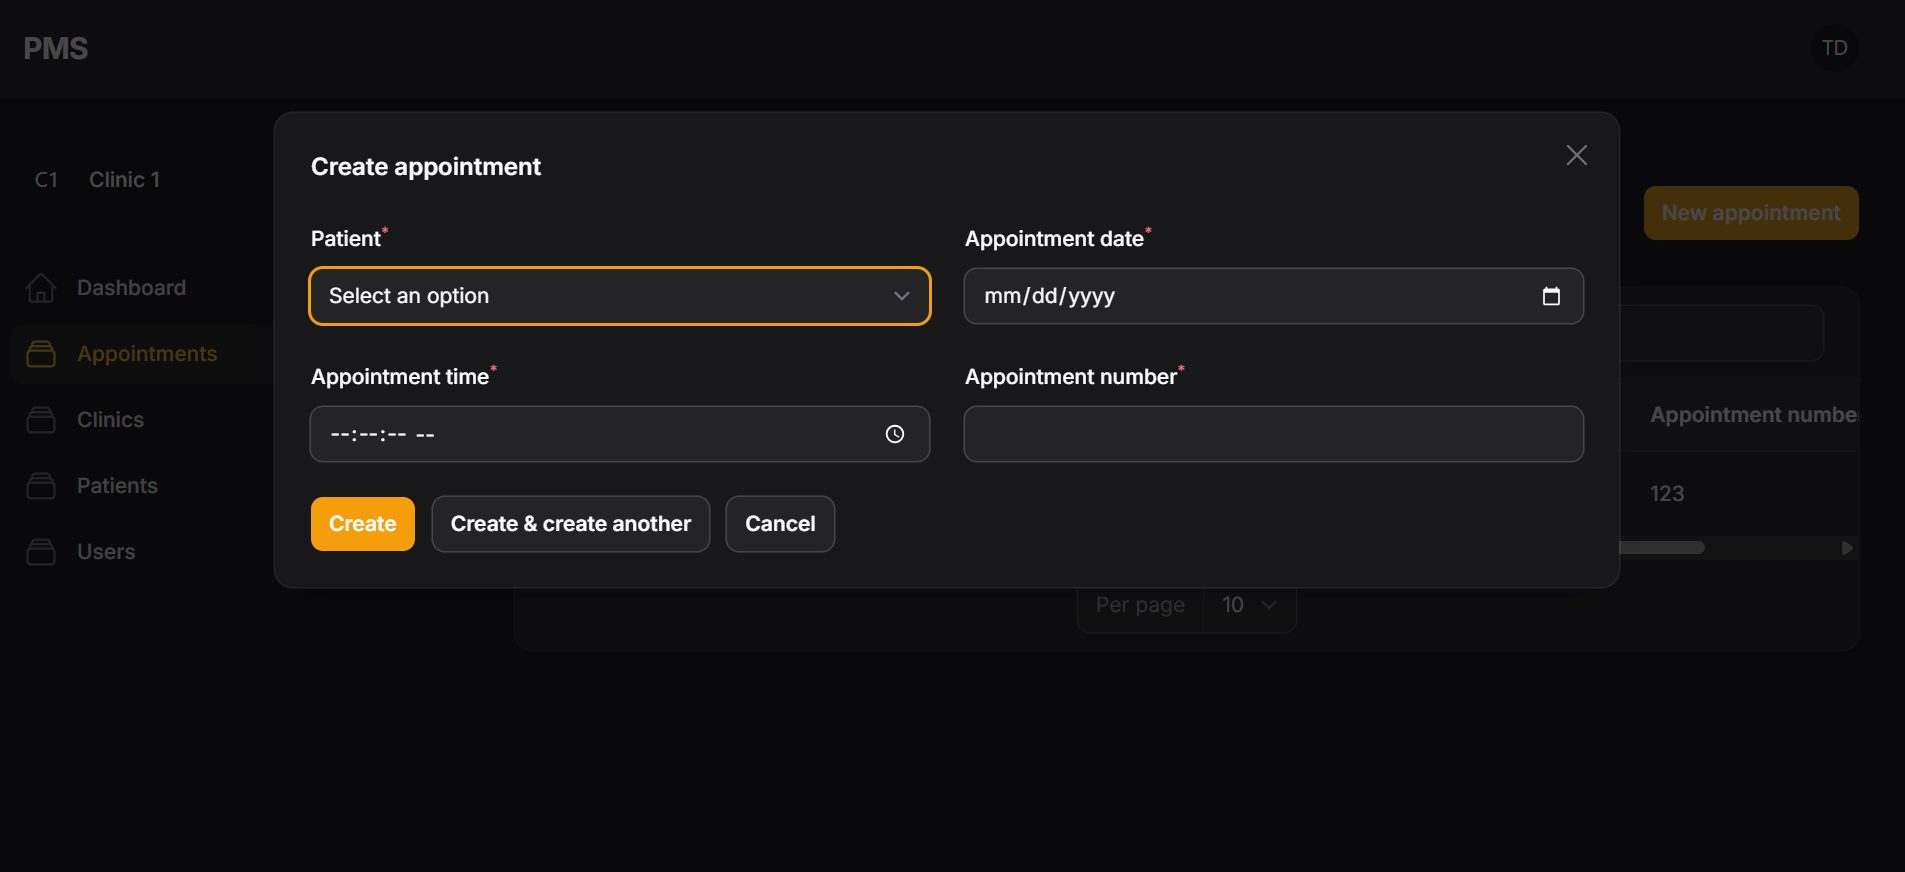 PMS
TD
C1 Clinic 1
Dashboard
Appointments
Clinics
Patients
Users
Create appointment
Patient*
Select an option
Appointment date*
mm/dd/yyyy
Appointment time*
--:--:-- --
Appointment number*
Create
Create & create another
Cancel
New appointment
Appointment number
123
Per page 10